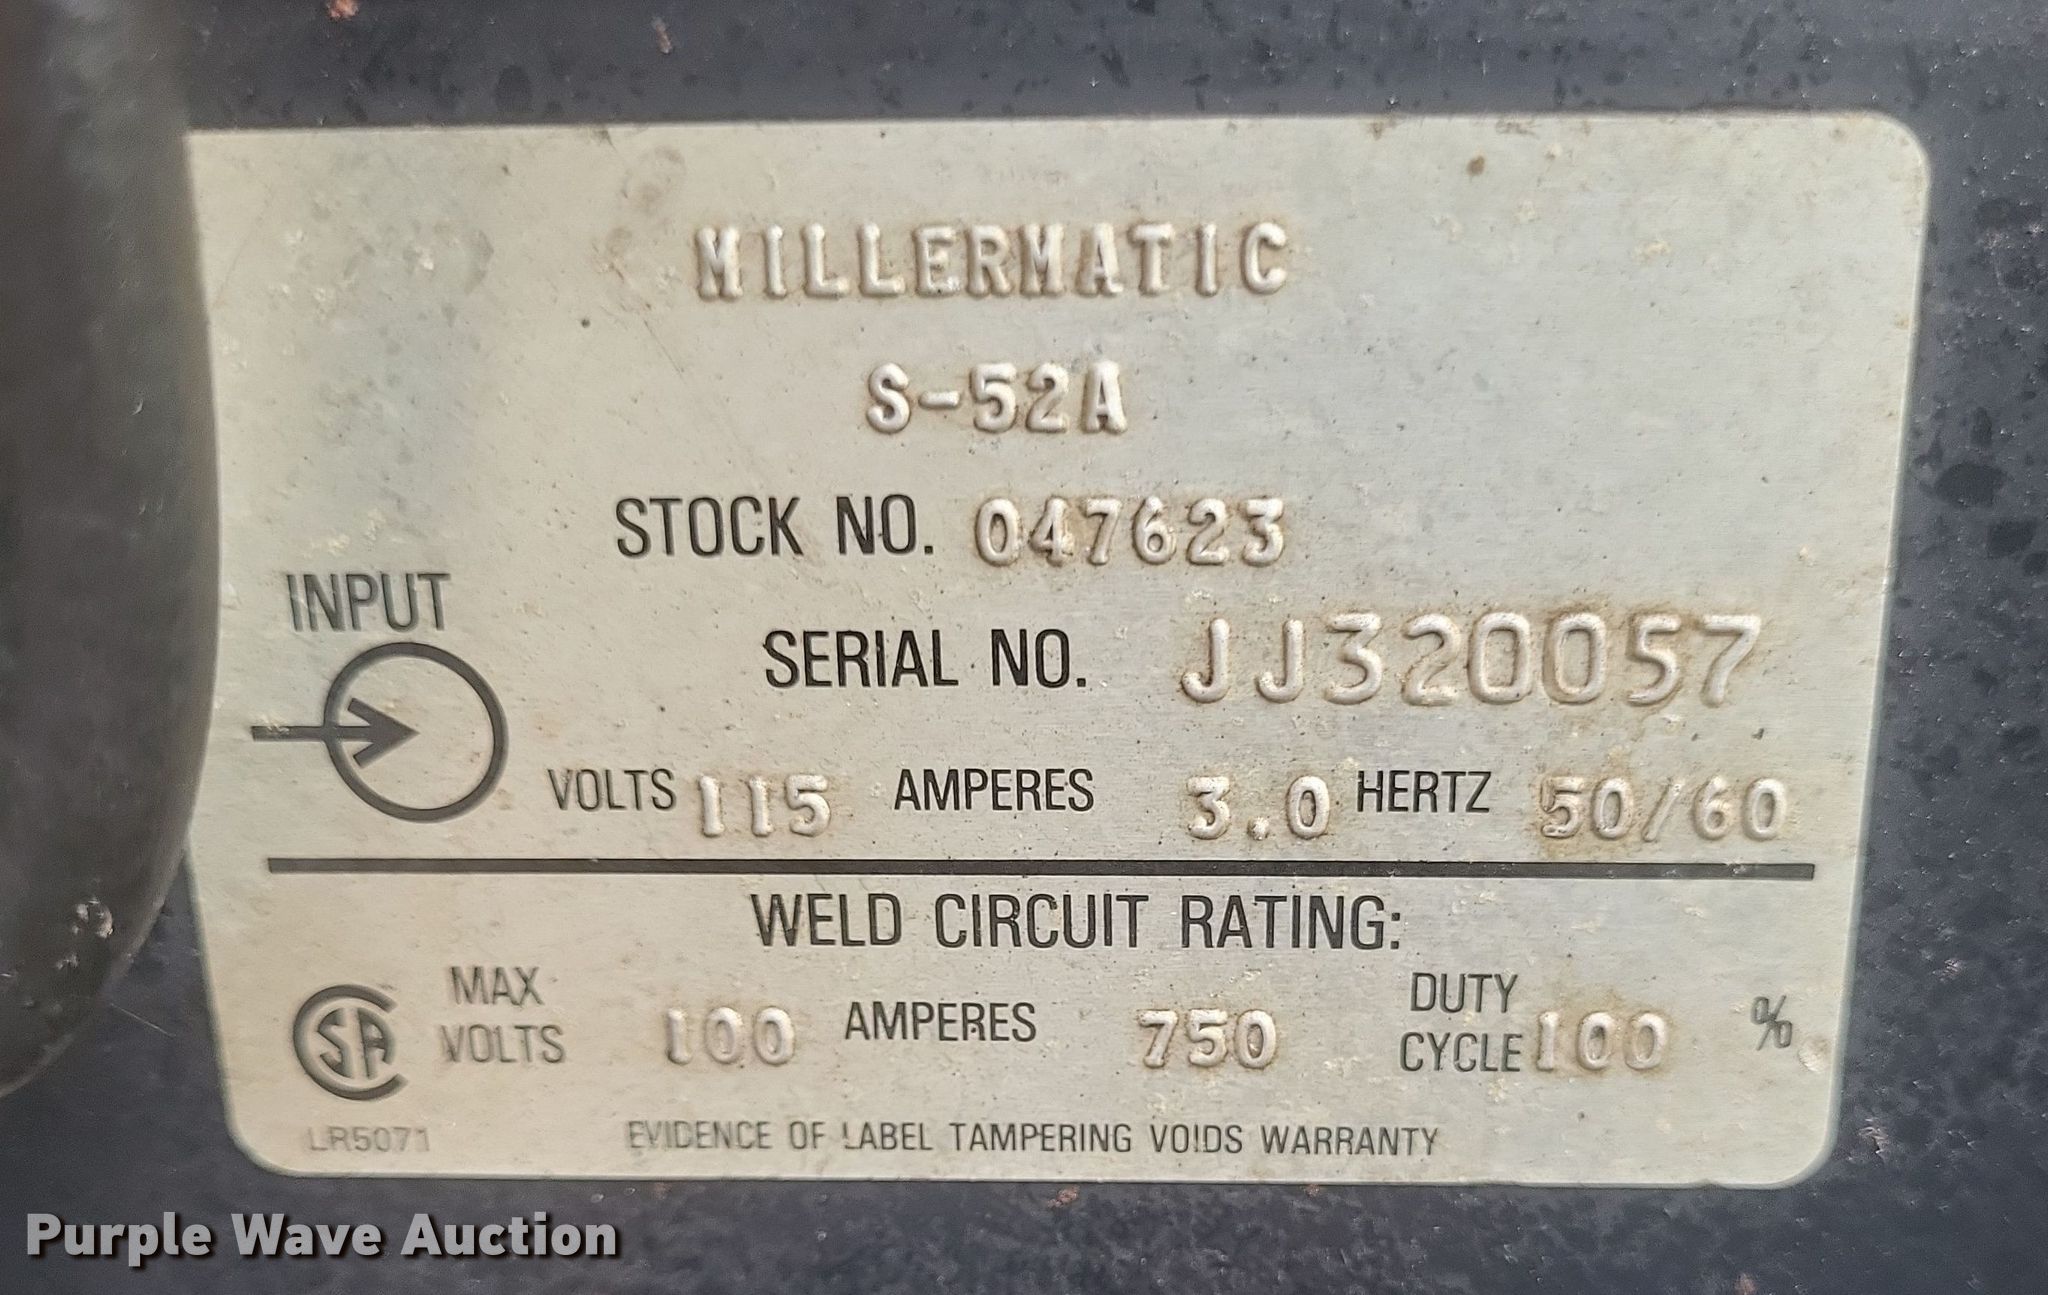 MILLERMATIC
S-52A
STOCK NO. 047623
INPUT
SERIAL NO. JJ320057
VOLTS 115 AMPERES 3.0 HERTZ 50/60
WELD CIRCUIT RATING:
SA MAX VOLTS 100 AMPERES 750 DUTY CYCLE 100 %
LR5071 EVIDENCE OF LABEL TAMPERING VOIDS WARRANTY
Purple Wave Auction